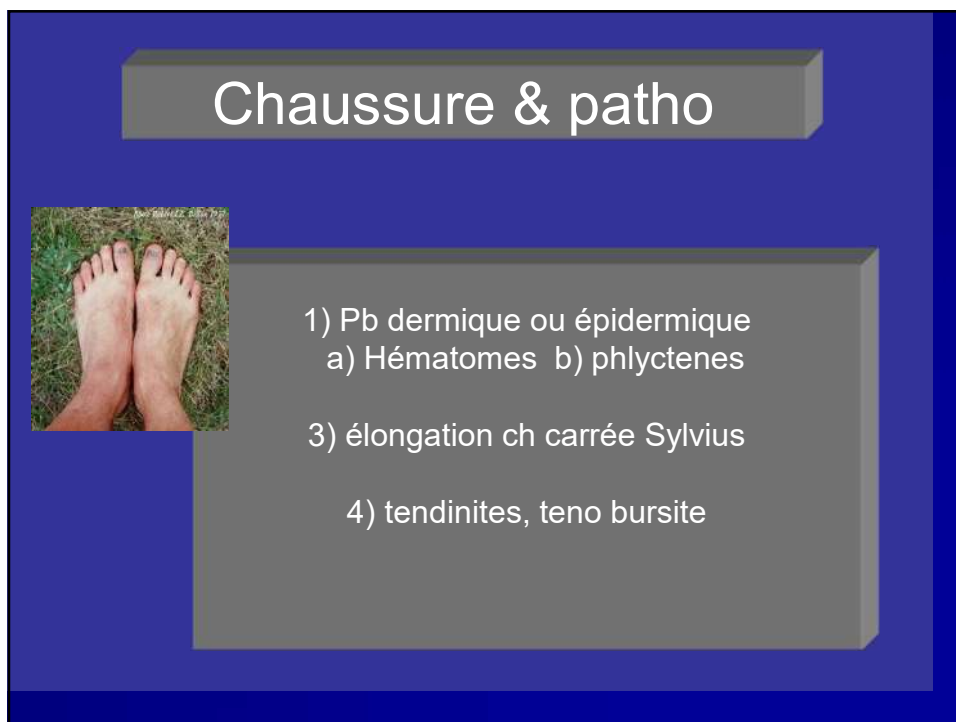 Chaussure & patho
1) Pb dermique ou épidermique
a) Hématomes  b) phlyctenes
3) élongation ch carrée Sylvius
4) tendinites, teno bursite